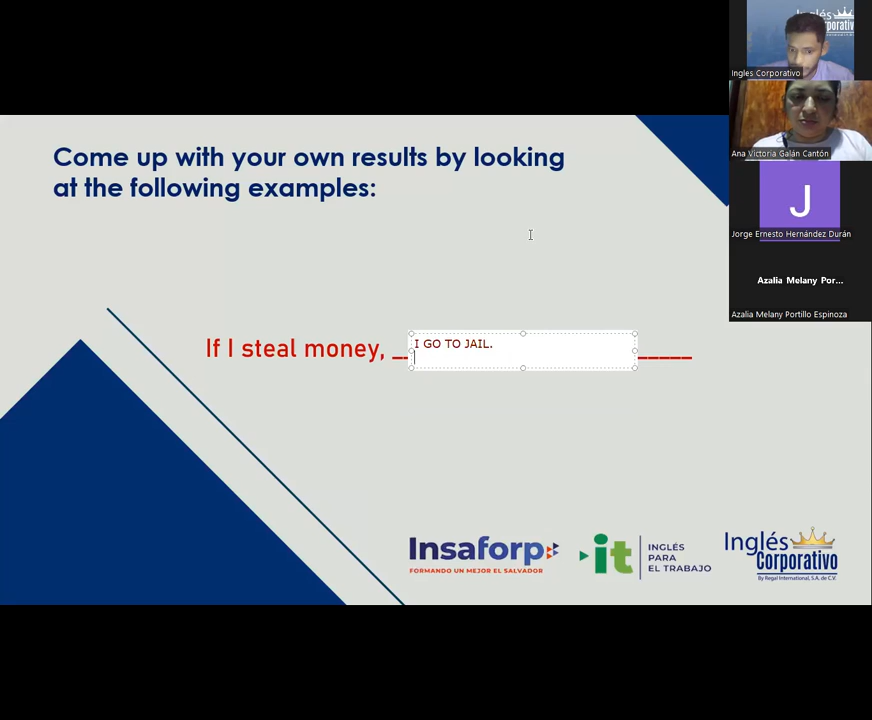 Inglés
Corporativo
Ingles Corporativo
Ana Victoria Galán Cantón
J
Jorge Ernesto Hernández Durán
Azalia Melany Por...
Azalia Melany Portillo Espinoza
Come up with your own results by looking
at the following examples:
If I steal money, __ I GO TO JAIL. _____
Insaforp
FORMANDO UN MEJOR EL SALVADOR
it
INGLÉS
PARA
EL TRABAJO
Inglés
Corporativo
By Regal International, S.A. de C.V.